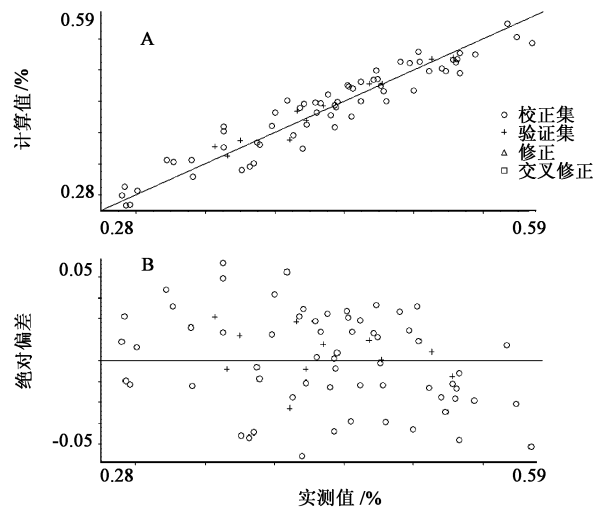 0.59
A
计算值/%
校正集
验证集
修正
交叉修正
0.28
0.28
0.59
B
0.05
绝对偏差
-0.05
0.28
0.59
实测值/%